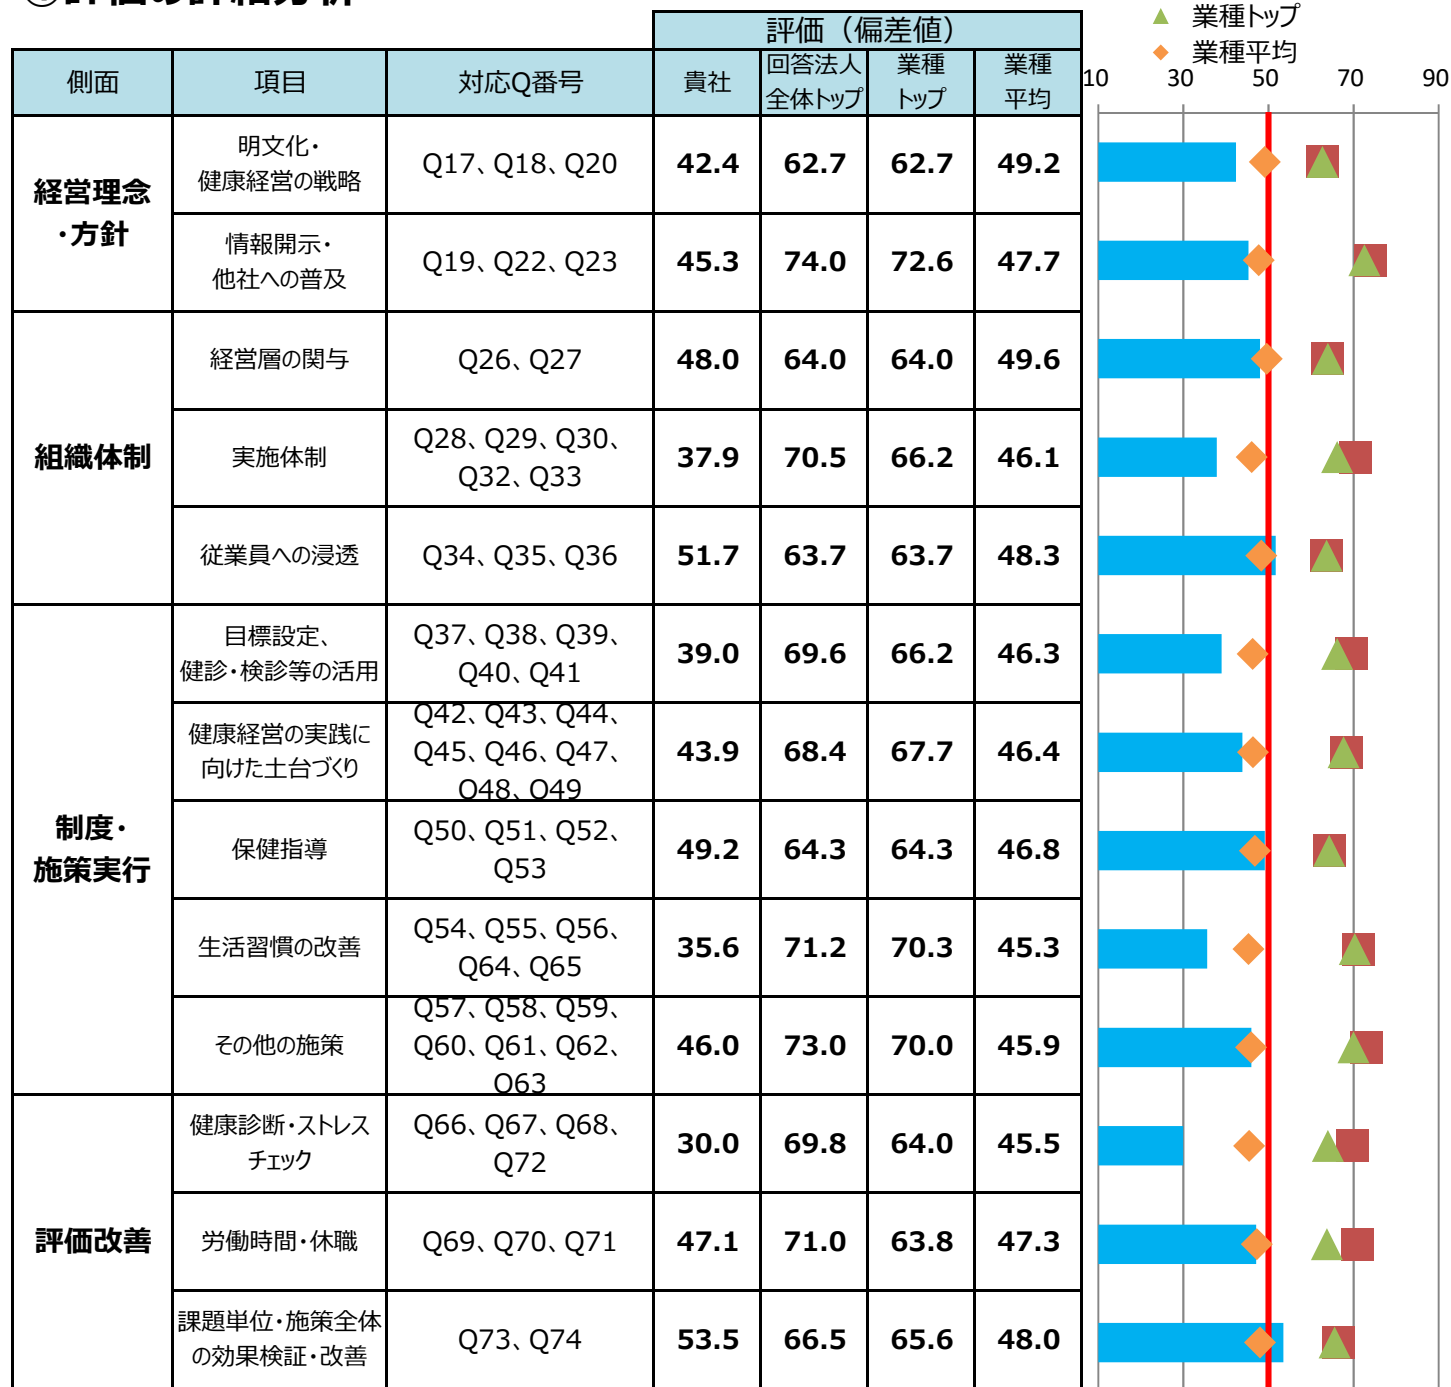 ③評価の詳細分析
▲ 業種トップ
◆ 業種平均
評価（偏差値）
側面 項目 対応Q番号 貴社 回答法人 業種 業種
全体トップ トップ 平均
10 30 50 70 90
経営理念
・方針
明文化・
健康経営の戦略
Q17、Q18、Q20 42.4 62.7 62.7 49.2
情報開示・
他社への普及
Q19、Q22、Q23 45.3 74.0 72.6 47.7
組織体制
経営層の関与 Q26、Q27 48.0 64.0 64.0 49.6
実施体制
Q28、Q29、Q30、
Q32、Q33
37.9 70.5 66.2 46.1
従業員への浸透 Q34、Q35、Q36 51.7 63.7 63.7 48.3
制度・
施策実行
目標設定、
健診・検診等の活用
Q37、Q38、Q39、
Q40、Q41
39.0 69.6 66.2 46.3
健康経営の実践に
向けた土台づくり
Q42、Q43、Q44、
Q45、Q46、Q47、
Q48、Q49
43.9 68.4 67.7 46.4
保健指導
Q50、Q51、Q52、
Q53
49.2 64.3 64.3 46.8
生活習慣の改善
Q54、Q55、Q56、
Q64、Q65
35.6 71.2 70.3 45.3
その他の施策
Q57、Q58、Q59、
Q60、Q61、Q62、
Q63
46.0 73.0 70.0 45.9
評価改善
健康診断・ストレス
チェック
Q66、Q67、Q68、
Q72
30.0 69.8 64.0 45.5
労働時間・休職 Q69、Q70、Q71 47.1 71.0 63.8 47.3
課題単位・施策全体
の効果検証・改善
Q73、Q74 53.5 66.5 65.6 48.0